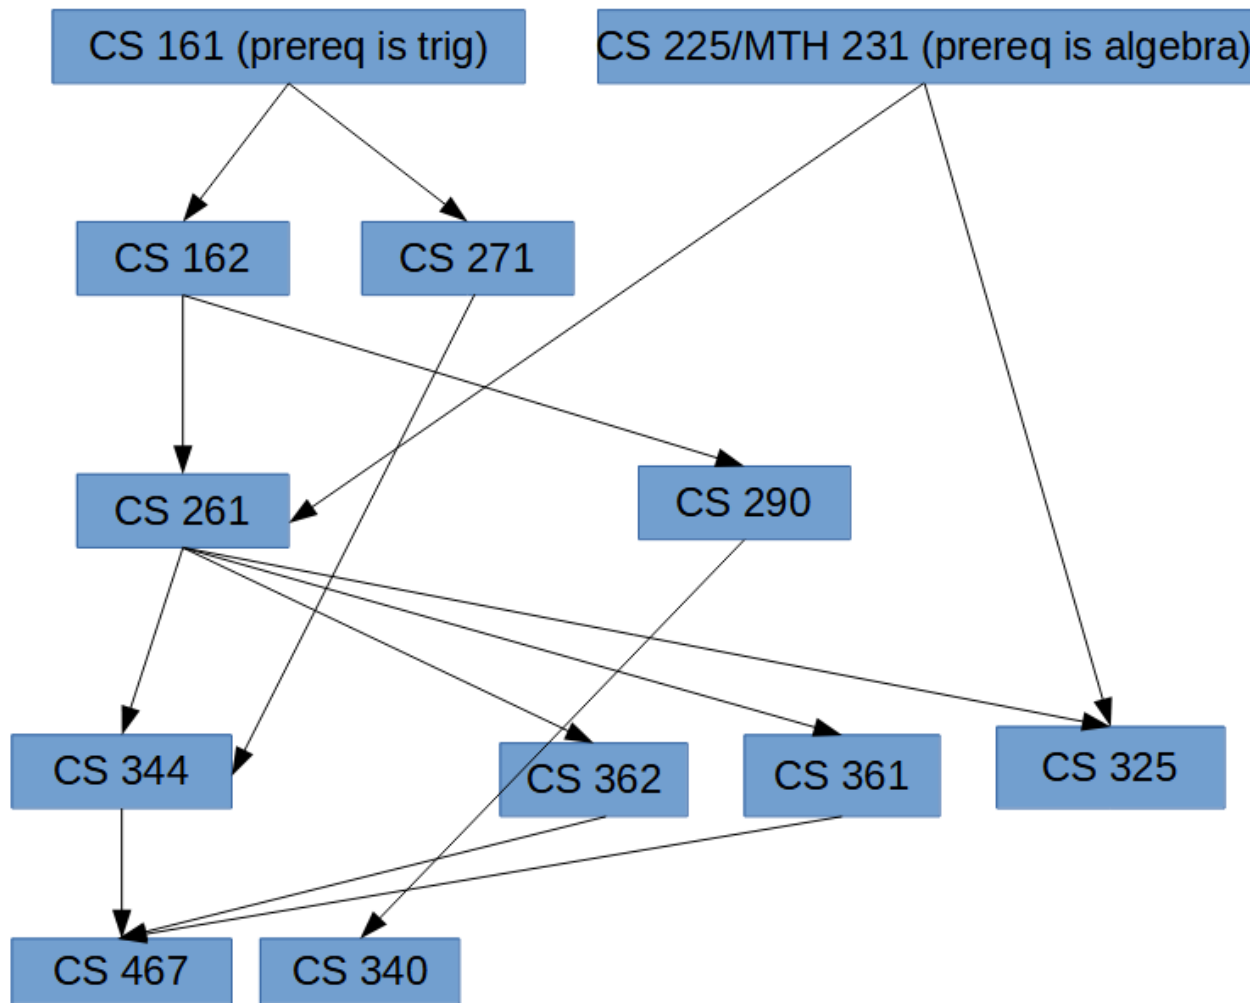 CS 161 (prereq is trig)
CS 225/MTH 231 (prereq is algebra)
CS 162
CS 271
CS 261
CS 290
CS 344
CS 362
CS 361
CS 325
CS 467
CS 340